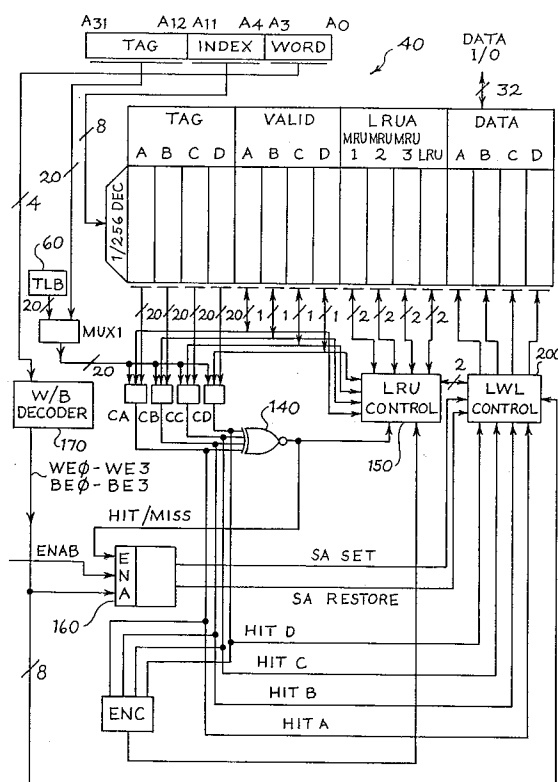 A31 A12 A11 A4 A3 A0
TAG INDEX WORD
40
DATA
I/O
32
TAG VALID LRUA DATA
MRU MRU MRU
A B C D A B C D 1 2 3 LRU A B C D
8
20
4
1/256 DEC
60
TLB
20
MUX1
20
20 20 20 20 1 1 1 1 2 2 2 2
200
2
W/B
DECODER
170
CA CB CC CD
140
LRU
CONTROL
150
LWL
CONTROL
WEØ-WE3
BEØ-BE3
HIT/MISS
ENAB
E
N
A
160
SA SET
SA RESTORE
HIT D
HIT C
HIT B
HIT A
8
ENC